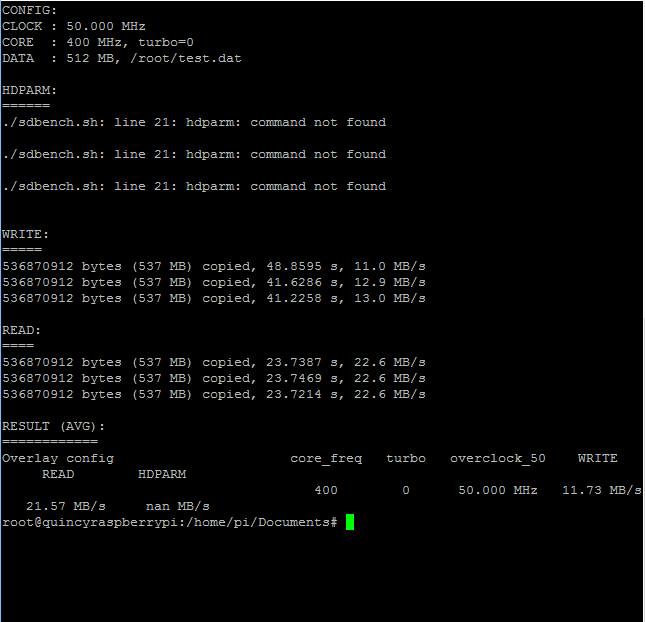 CONFIG:
CLOCK : 50.000 MHz
CORE  : 400 MHz, turbo=0
DATA  : 512 MB, /root/test.dat

HDPARM:
======
./sdbench.sh: line 21: hdparm: command not found

./sdbench.sh: line 21: hdparm: command not found

./sdbench.sh: line 21: hdparm: command not found

WRITE:
=====
536870912 bytes (537 MB) copied, 48.8595 s, 11.0 MB/s
536870912 bytes (537 MB) copied, 41.6286 s, 12.9 MB/s
536870912 bytes (537 MB) copied, 41.2258 s, 13.0 MB/s

READ:
====
536870912 bytes (537 MB) copied, 23.7387 s, 22.6 MB/s
536870912 bytes (537 MB) copied, 23.7469 s, 22.6 MB/s
536870912 bytes (537 MB) copied, 23.7214 s, 22.6 MB/s

RESULT (AVG):
============
Overlay config                      core_freq   turbo   overclock_50    WRITE
     READ        HDPARM
                                       400        0      50.000 MHz   11.73 MB/s
   21.57 MB/s     nan MB/s
root@quincyraspberrypi:/home/pi/Documents#